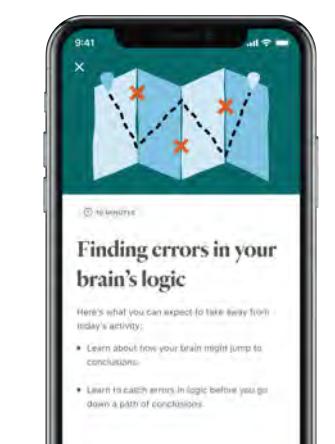 9:41
10 MINUTES
Finding errors in your
brain's logic
Here's what you can expect to take away from
today's activity:
• Learn about how your brain might jump to
conclusions.
• Learn to catch errors in logic before you go
down a path of conclusions.